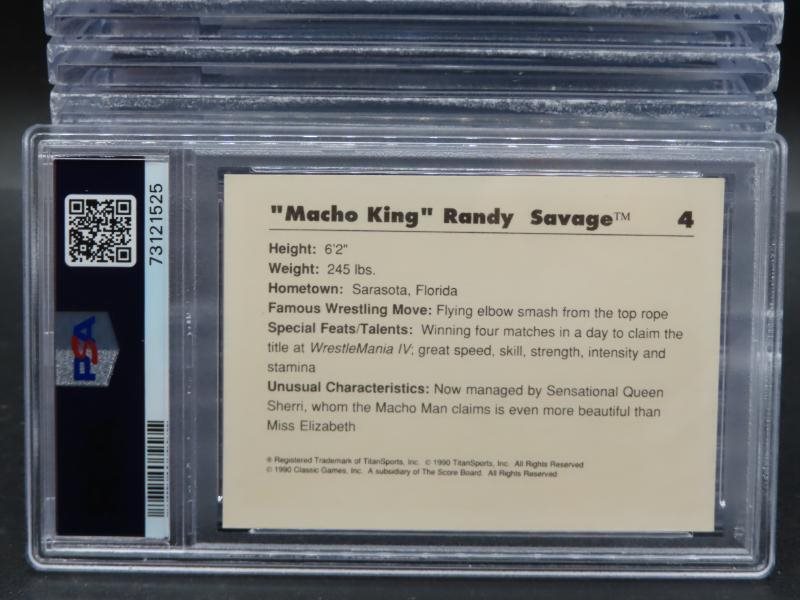 "Macho King" Randy Savage™ 4
Height: 6'2"
Weight: 245 lbs.
Hometown: Sarasota, Florida
Famous Wrestling Move: Flying elbow smash from the top rope
Special Feats/Talents: Winning four matches in a day to claim the
title at WrestleMania IV; great speed, skill, strength, intensity and
stamina
Unusual Characteristics: Now managed by Sensational Queen
Sherri, whom the Macho Man claims is even more beautiful than
Miss Elizabeth
® Registered Trademark of TitanSports, Inc. © 1990 TitanSports, Inc. All Rights Reserved
© 1990 Classic Games, Inc. A subsidiary of The Score Board. All Rights Reserved
73121525
PSA